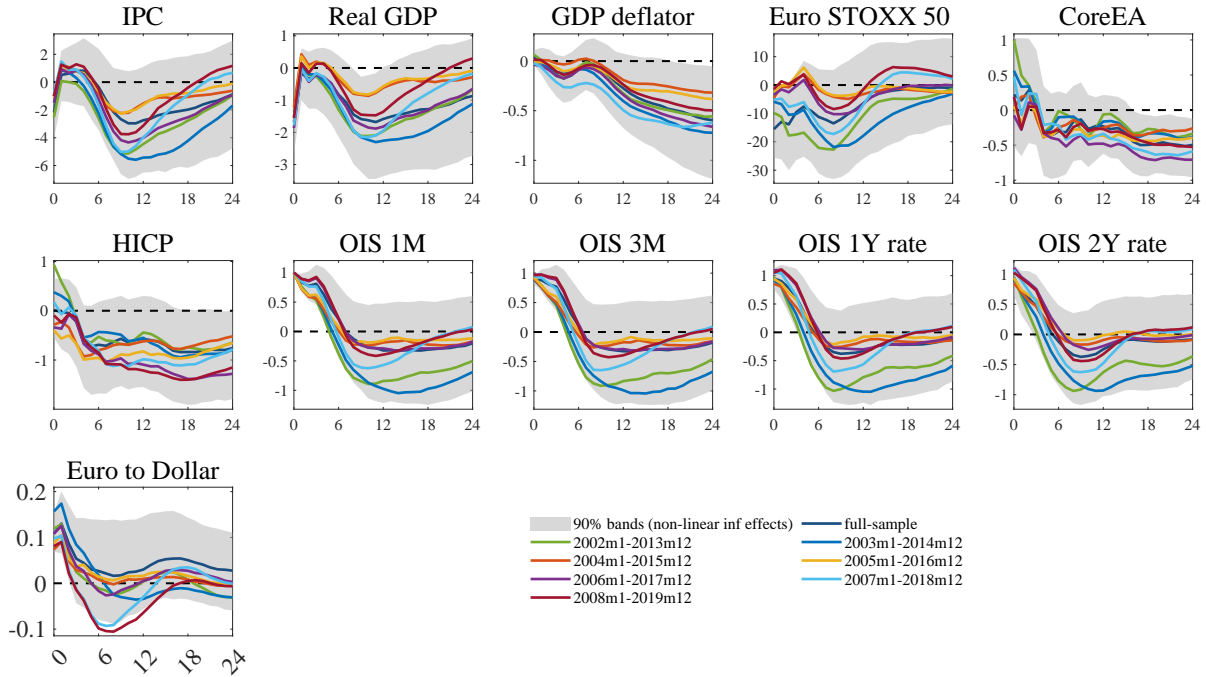 IPC
Real GDP
GDP deflator
Euro STOXX 50
CoreEA
2
0
-2
-4
-6
0 6 12 18 24
1
0
-1
-2
-3
0 6 12 18 24
0
-0.5
-1
0 6 12 18 24
10
0
-10
-20
-30
0 6 12 18 24
1
0.5
0
-0.5
-1
0 6 12 18 24
HICP
OIS 1M
OIS 3M
OIS 1Y rate
OIS 2Y rate
1
0
-1
0 6 12 18 24
1
0.5
0
-0.5
-1
0 6 12 18 24
1
0.5
0
-0.5
-1
0 6 12 18 24
1
0.5
0
-0.5
-1
0 6 12 18 24
1
0.5
0
-0.5
-1
0 6 12 18 24
Euro to Dollar
0.2
0.1
0
-0.1
0 6 12 18 24
90% bands (non-linear inf effects)
full-sample
2002m1-2013m12
2003m1-2014m12
2004m1-2015m12
2005m1-2016m12
2006m1-2017m12
2007m1-2018m12
2008m1-2019m12